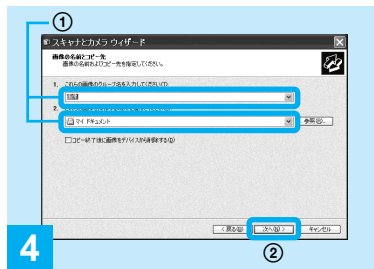 ①
スキャナとカメラ ウィザード
画像の名前とコピー先
画像の名前およびコピー先を指定してください。
1. これらの画像のグループ名を入力してください(T):
2.
マイ ドキュメント
参照(R)...
コピー終了後に画像をデバイスから削除する(D)
< 戻る(B)
次へ(N) >
キャンセル
4
②